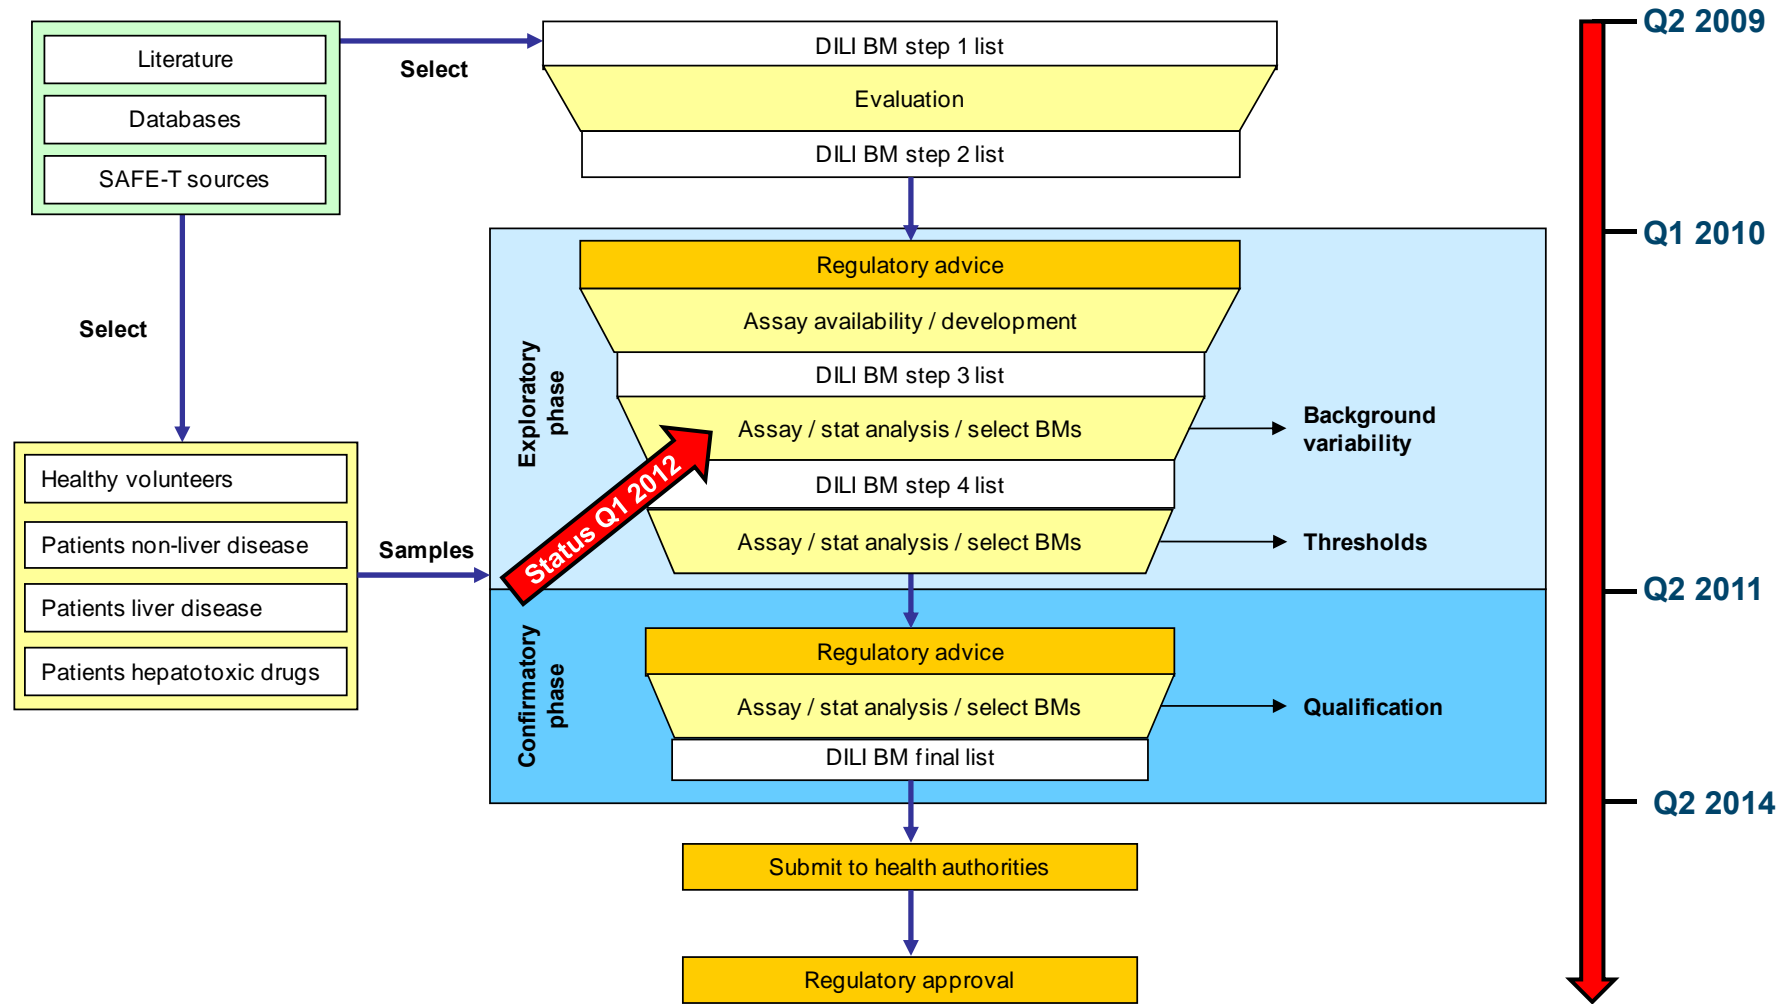 Literature
Databases
SAFE-T sources
Select
DILI BM step 1 list
Evaluation
DILI BM step 2 list
Q2 2009
Q1 2010
Select
Exploratory
phase
Regulatory advice
Assay availability / development
DILI BM step 3 list
Assay / stat analysis / select BMs
Background
variability
DILI BM step 4 list
Assay / stat analysis / select BMs
Thresholds
Status Q1 2012
Healthy volunteers
Patients non-liver disease
Patients liver disease
Patients hepatotoxic drugs
Samples
Q2 2011
Confirmatory
phase
Regulatory advice
Assay / stat analysis / select BMs
Qualification
DILI BM final list
Q2 2014
Submit to health authorities
Regulatory approval